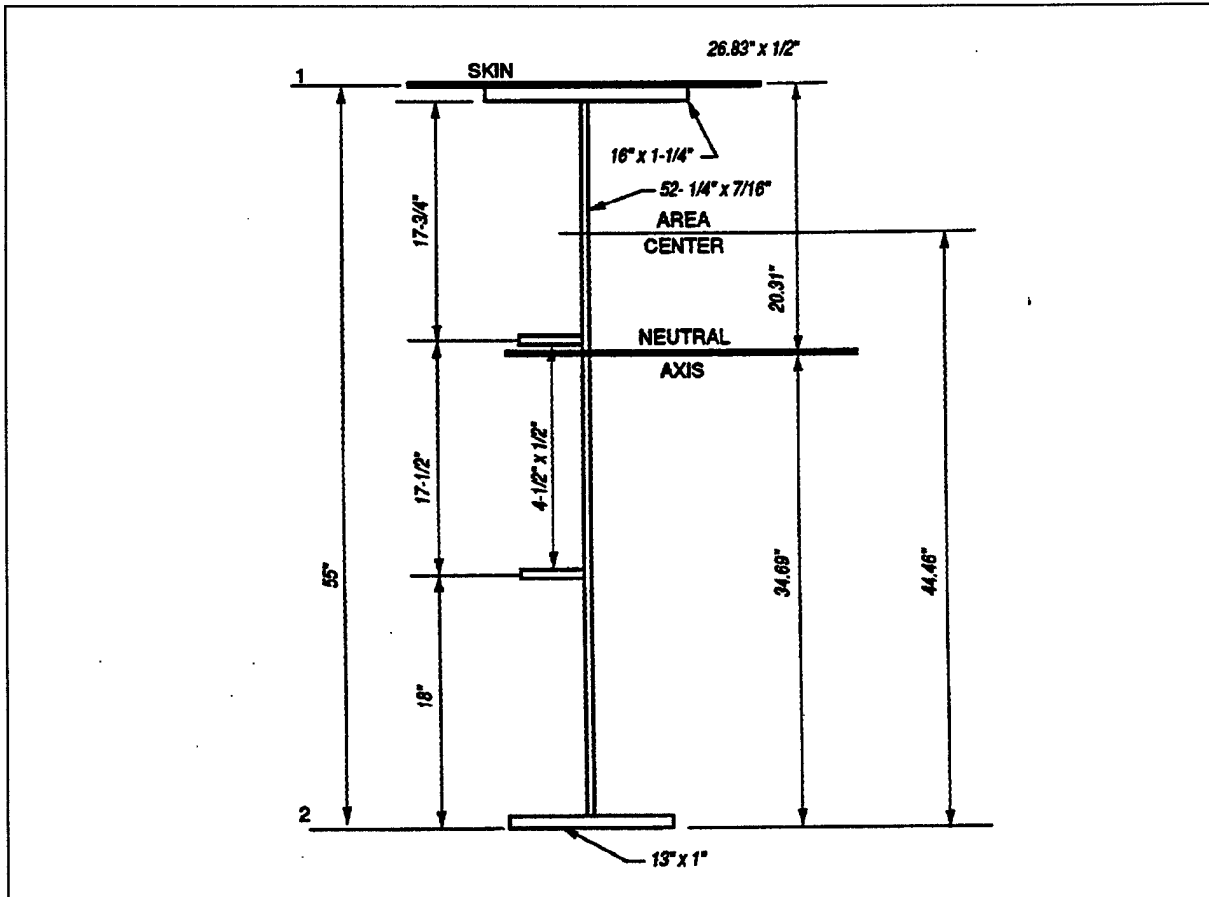 26.83" x 1/2"
1
SKIN
16" x 1-1/4"
52- 1/4" x 7/16"
17-3/4"
AREA
CENTER
20.31"
NEUTRAL
AXIS
17-1/2"
4-1/2" x 1/2"
55"
34.69"
44.46"
18"
2
13" x 1"